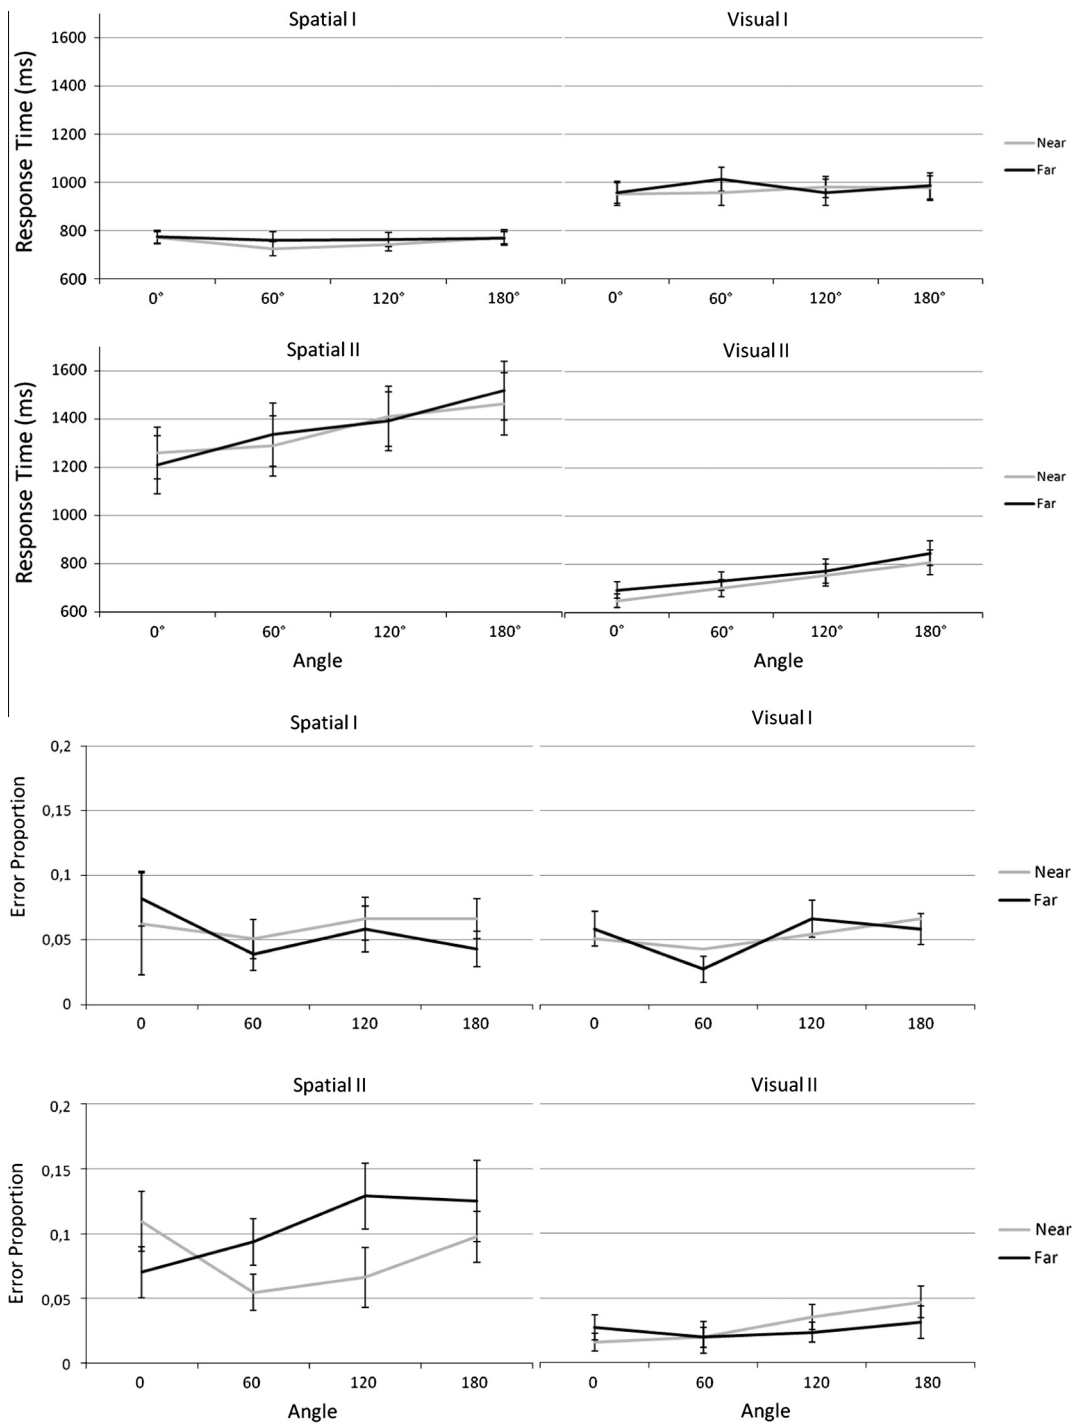 Spatial I
Visual I
Response Time (ms)
1600
1400
1200
1000
800
600
0°
60°
120°
180°
0°
60°
120°
180°
Near
Far
Spatial II
Visual II
Response Time (ms)
1600
1400
1200
1000
800
600
0°
60°
120°
180°
0°
60°
120°
180°
Angle
Angle
Near
Far
Spatial I
Visual I
Error Proportion
0,2
0,15
0,1
0,05
0
0
60
120
180
0
60
120
180
Near
Far
Spatial II
Visual II
Error Proportion
0,2
0,15
0,1
0,05
0
0
60
120
180
0
60
120
180
Angle
Angle
Near
Far